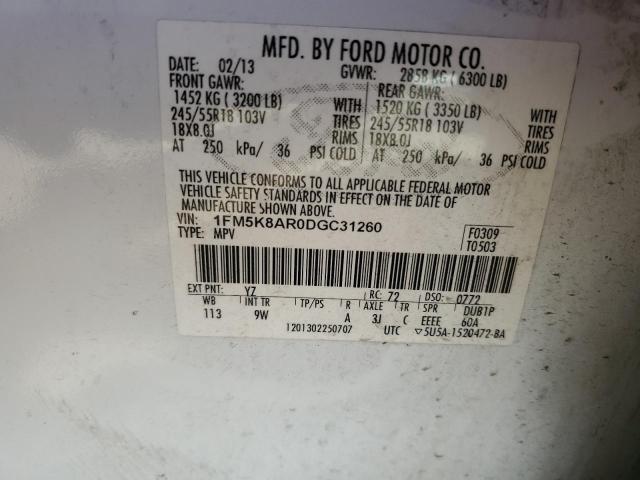 MFD. BY FORD MOTOR CO.
DATE: 02/13 GVWR: 2858 KG (6300 LB)
FRONT GAWR: REAR GAWR:
1452 KG (3200 LB) WITH 1520 KG (3350 LB) WITH
245/55R18 103V TIRES 245/55R18 103V TIRES
18X8.0J RIMS 18X8.0J RIMS
AT 250 kPa/ 36 PSI COLD AT 250 kPa/ 36 PSI COLD
THIS VEHICLE CONFORMS TO ALL APPLICABLE FEDERAL MOTOR
VEHICLE SAFETY STANDARDS IN EFFECT ON THE DATE OF
MANUFACTURE SHOWN ABOVE.
VIN: 1FM5K8AR0DGC31260 F0309
TYPE: MPV T0503
EXT PNT: YZ RC: 72 DSO: 0772
WB INT TR TP/PS R AXLE TR SPR DUB1P
113 9W A 3J C EEEE 60A
1201302250707 UTC 5U5A-1520472-BA